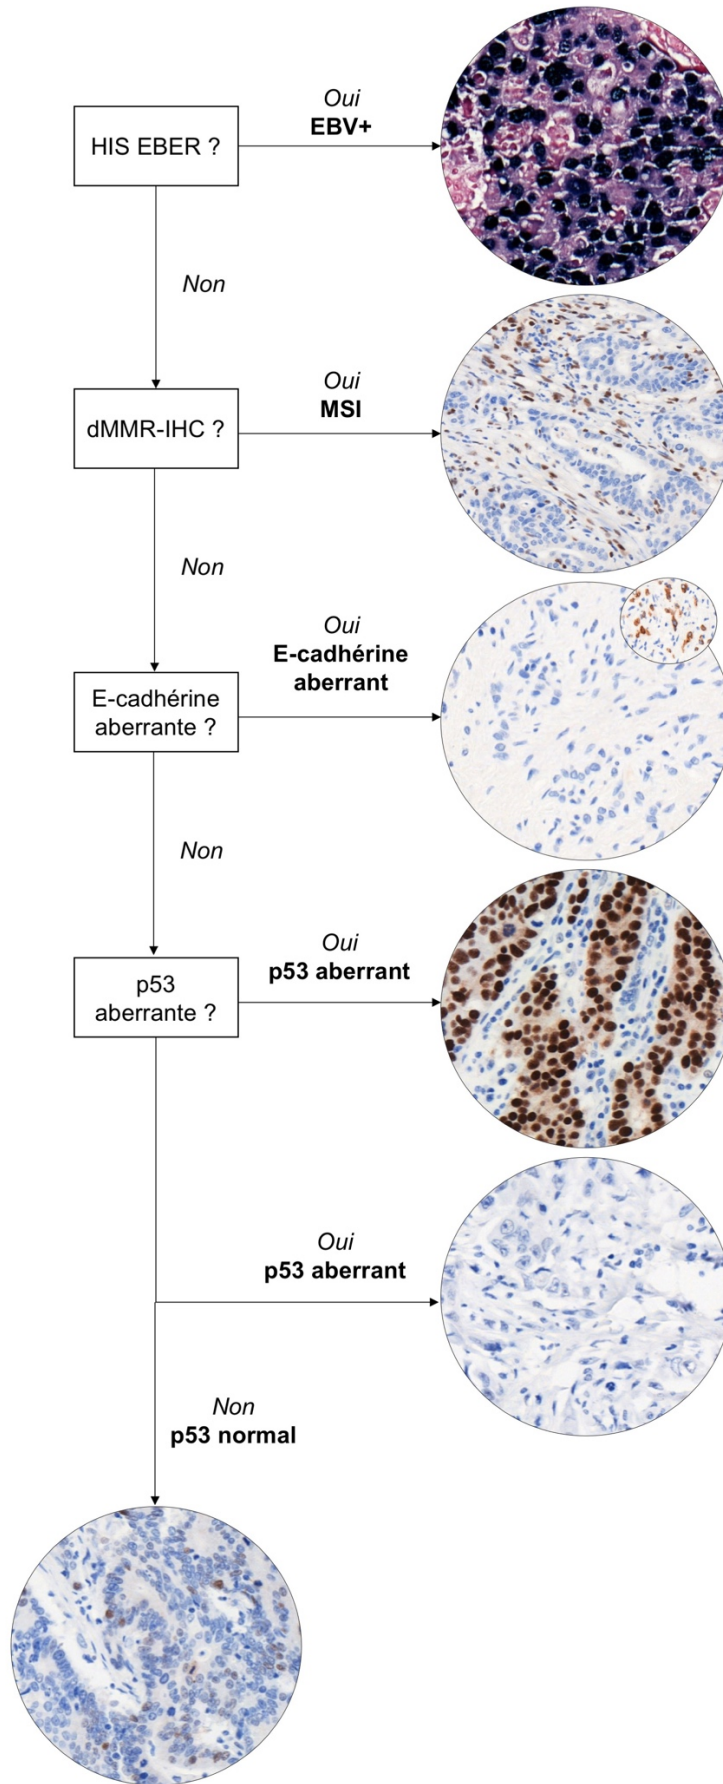 Oui
EBV+
HIS EBER ?
Non
Oui
MSI
dMMR-IHC ?
Non
Oui
E-cadhérine
aberrant
E-cadhérine
aberrante ?
Non
Oui
p53 aberrant
p53
aberrante ?
Oui
p53 aberrant
Non
p53 normal